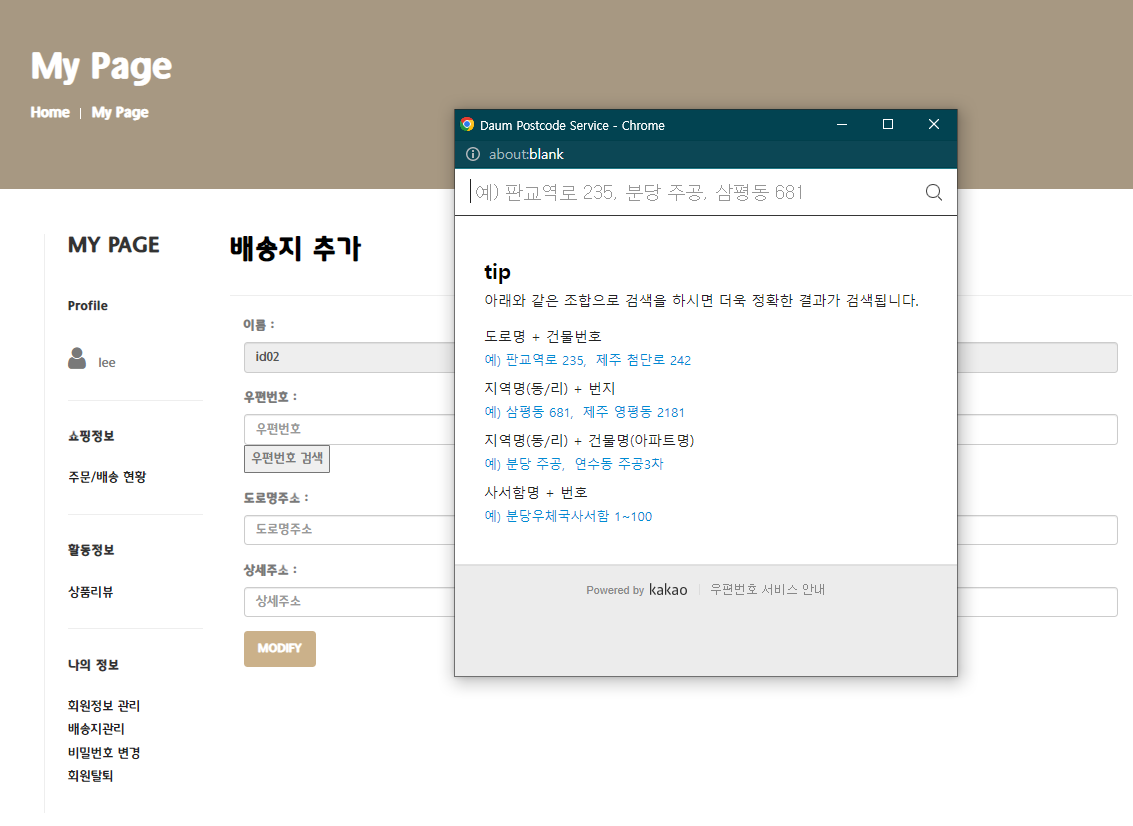 My Page
Home | My Page
MY PAGE
Profile
lee
쇼핑정보
주문/배송 현황
활동정보
상품리뷰
나의 정보
회원정보 관리
배송지관리
비밀번호 변경
회원탈퇴
배송지 추가
이름 :
id02
우편번호 :
우편번호
우편번호 검색
도로명주소 :
도로명주소
상세주소 :
상세주소
MODIFY
Daum Postcode Service - Chrome
about:blank
예) 판교역로 235, 분당 주공, 삼평동 681
tip
아래와 같은 조합으로 검색을 하시면 더욱 정확한 결과가 검색됩니다.
도로명 + 건물번호
예) 판교역로 235, 제주 첨단로 242
지역명(동/리) + 번지
예) 삼평동 681, 제주 영평동 2181
지역명(동/리) + 건물명(아파트명)
예) 분당 주공, 연수동 주공3차
사서함명 + 번호
예) 분당우체국사서함 1~100
Powered by kakao | 우편번호 서비스 안내